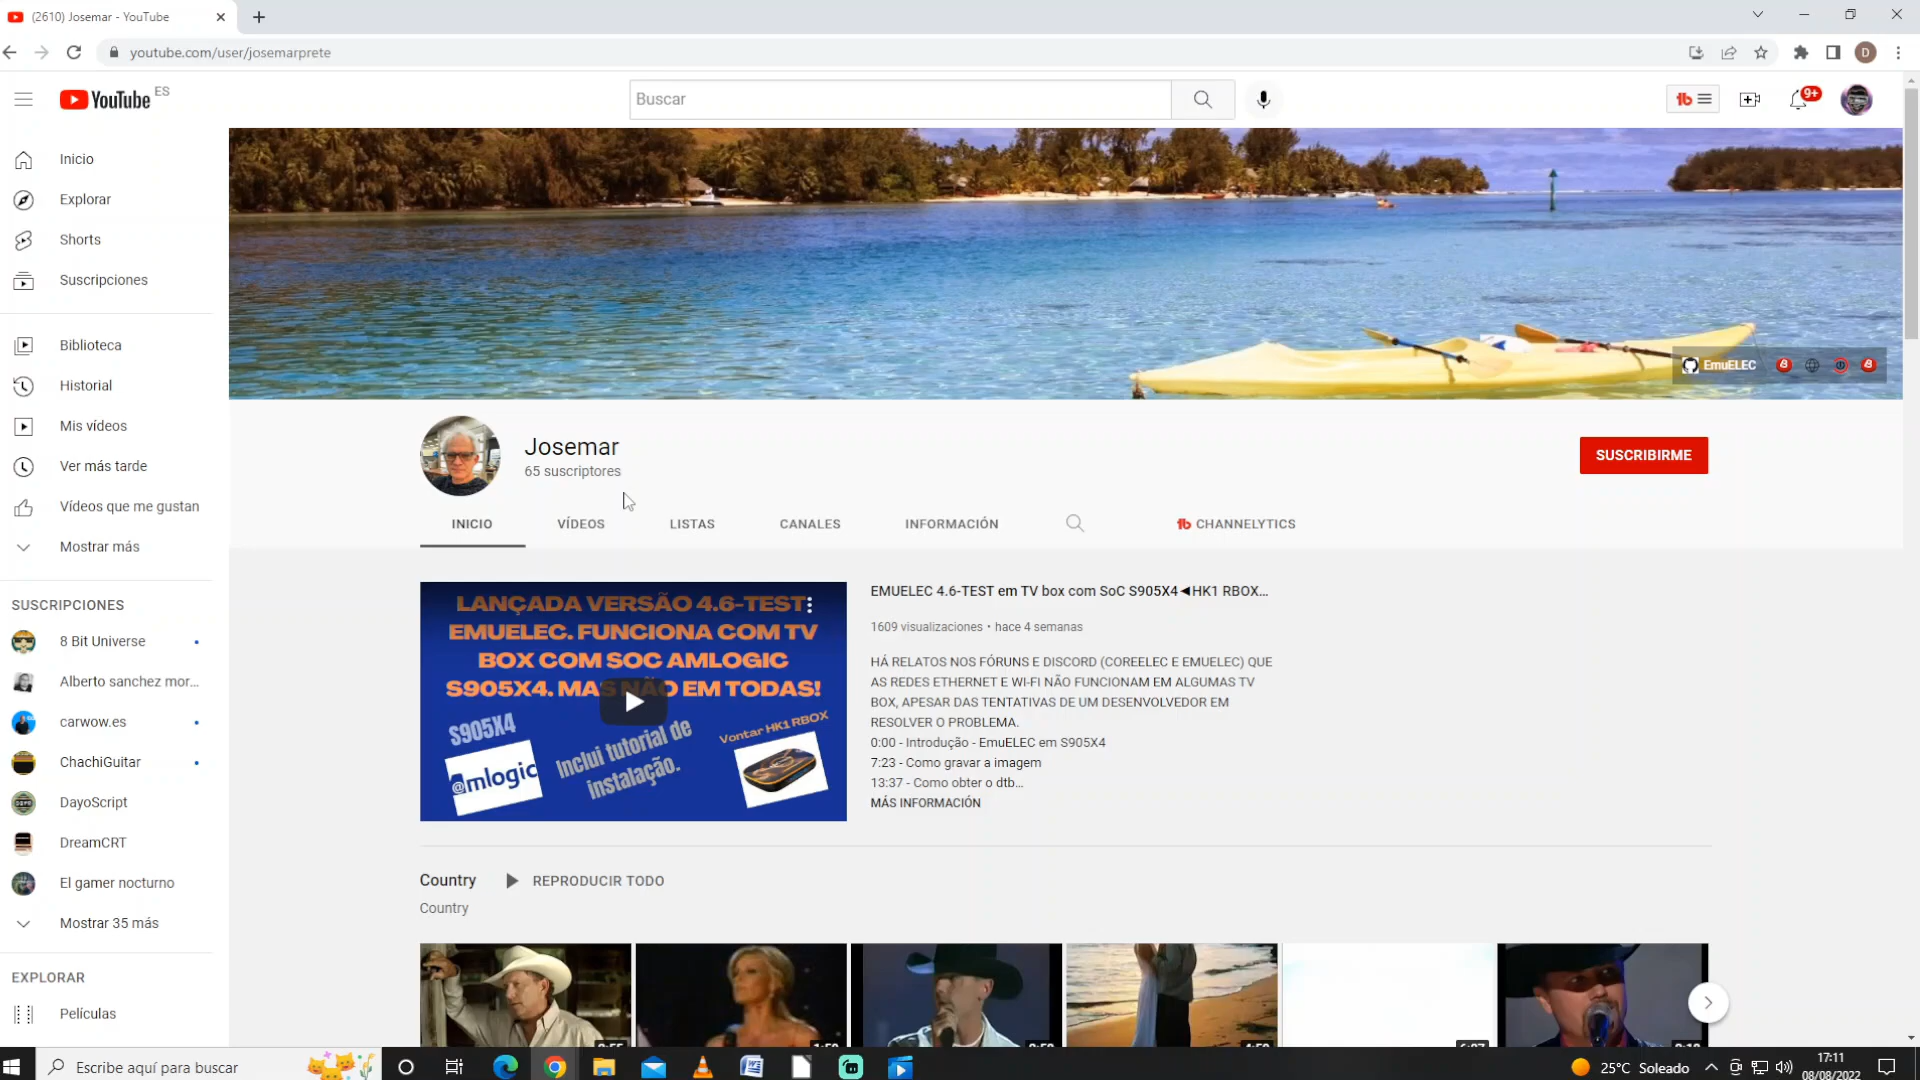 (2610) Josemar - YouTube
youtube.com/user/josemarprete
D
YouTube ES
Buscar
9+
Inicio
Explorar
Shorts
Suscripciones
Biblioteca
Historial
Mis vídeos
Ver más tarde
Vídeos que me gustan
Mostrar más
SUSCRIPCIONES
8 Bit Universe
Alberto sanchez mor...
carwow.es
ChachiGuitar
DayoScript
DreamCRT
El gamer nocturno
Mostrar 35 más
EXPLORAR
Películas
EmuELEC
Josemar
65 suscriptores
SUSCRIBIRME
INICIO
VÍDEOS
LISTAS
CANALES
INFORMACIÓN
CHANNELYTICS
LANÇADA VERSÃO 4.6-TEST
EMUELEC. FUNCIONA COM TV
BOX COM SOC AMLOGIC
S905X4. MAS NÃO EM TODAS!
S905X4
@mlogic
Inclui tutorial de
instalação.
Vontar HK1 RBOX
EMUELEC 4.6-TEST em TV box com SoC S905X4◄HK1 RBOX...
1609 visualizaciones • hace 4 semanas
HÁ RELATOS NOS FÓRUNS E DISCORD (COREELEC E EMUELEC) QUE
AS REDES ETHERNET E WI-FI NÃO FUNCIONAM EM ALGUMAS TV
BOX, APESAR DAS TENTATIVAS DE UM DESENVOLVEDOR EM
RESOLVER O PROBLEMA.
0:00 - Introdução - EmuELEC em S905X4
7:23 - Como gravar a imagem
13:37 - Como obter o dtb...
MÁS INFORMACIÓN
Country
REPRODUCIR TODO
Country
Escribe aquí para buscar
25°C Soleado
17:11
08/08/2022